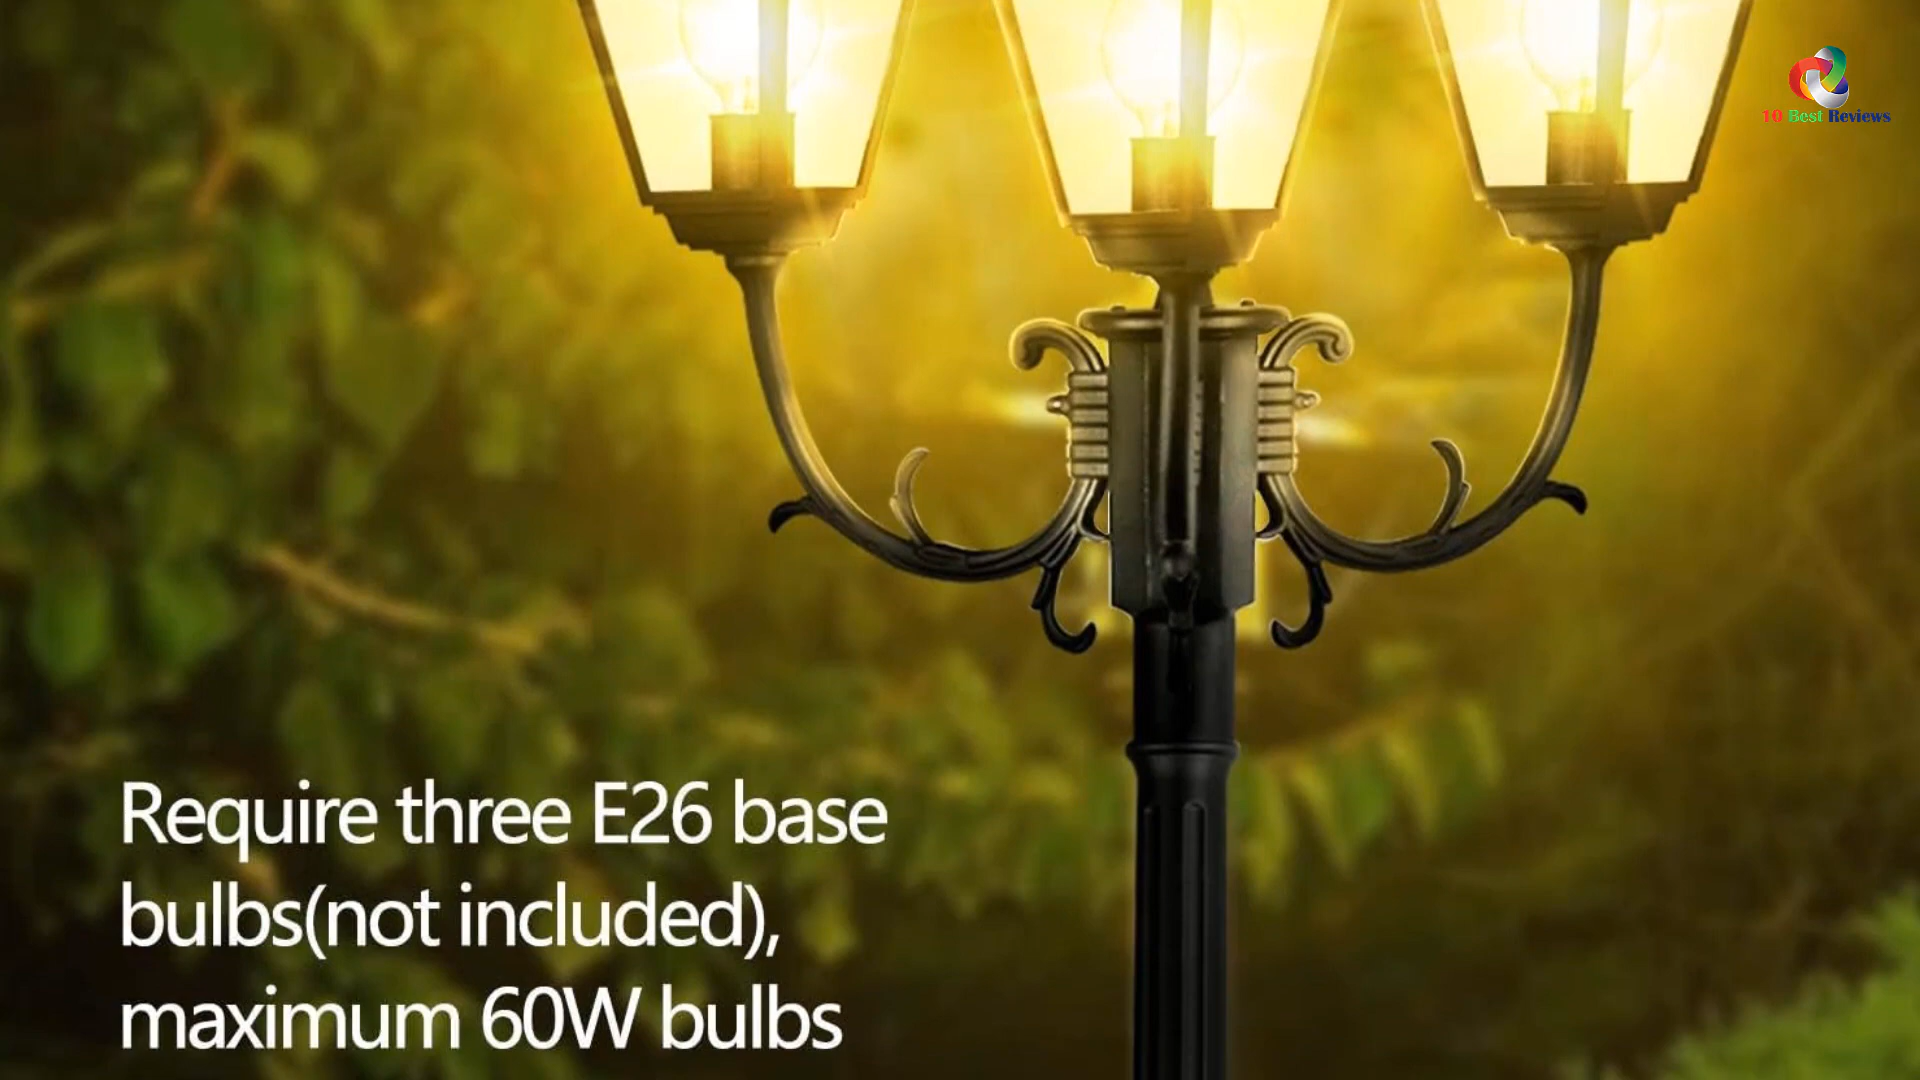 10 Best Reviews
Require three E26 base
bulbs(not included),
maximum 60W bulbs